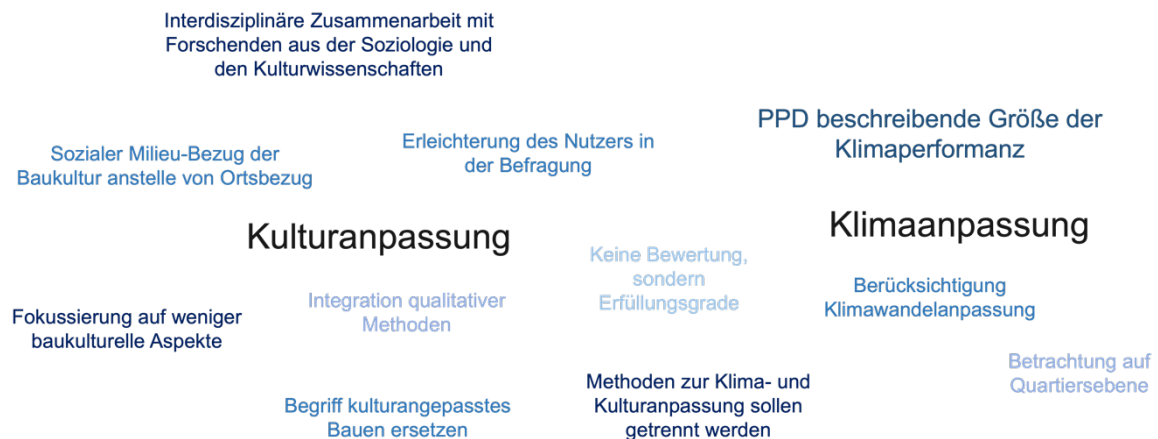 Interdisziplinäre Zusammenarbeit mit
Forschenden aus der Soziologie und
den Kulturwissenschaften
PPD beschreibende Größe der
Klimaperformanz
Erleichterung des Nutzers in
der Befragung
Sozialer Milieu-Bezug der
Baukultur anstelle von Ortsbezug
Kulturanpassung
Klimaanpassung
Keine Bewertung,
sondern
Erfüllungsgrade
Berücksichtigung
Klimawandelanpassung
Integration qualitativer
Methoden
Fokussierung auf weniger
baukulturelle Aspekte
Betrachtung auf
Quartiersebene
Methoden zur Klima- und
Kulturanpassung sollen
getrennt werden
Begriff kulturangepasstes
Bauen ersetzen